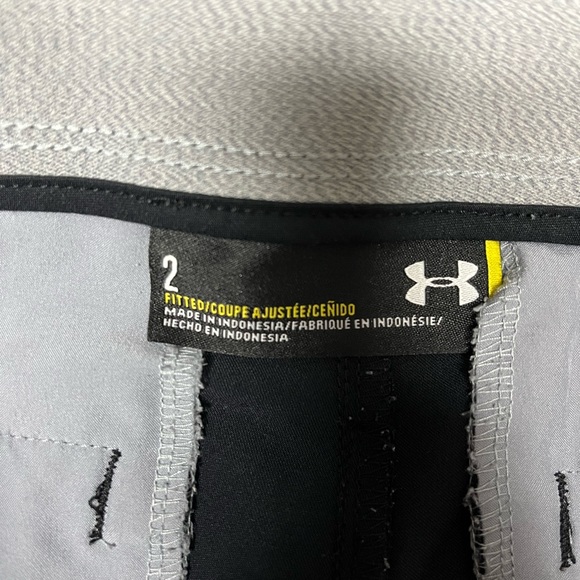 2
FITTED/COUPE AJUSTÉE/CEÑIDO
MADE IN INDONESIA/FABRIQUÉ EN INDONÉSIE/
HECHO EN INDONESIA